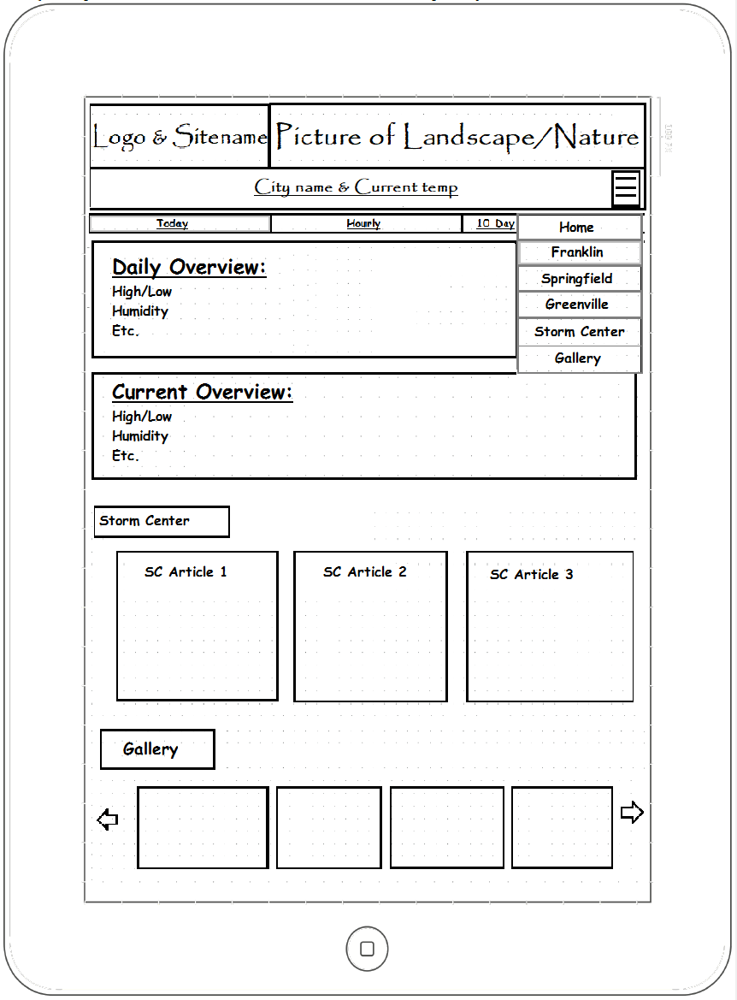 Logo & Sitename
Picture of Landscape/Nature
City name & Current temp
Today
Hourly
10 Day
Home
Franklin
Springfield
Greenville
Storm Center
Gallery
Daily Overview:
High/Low
Humidity
Etc.
Current Overview:
High/Low
Humidity
Etc.
Storm Center
SC Article 1
SC Article 2
SC Article 3
Gallery